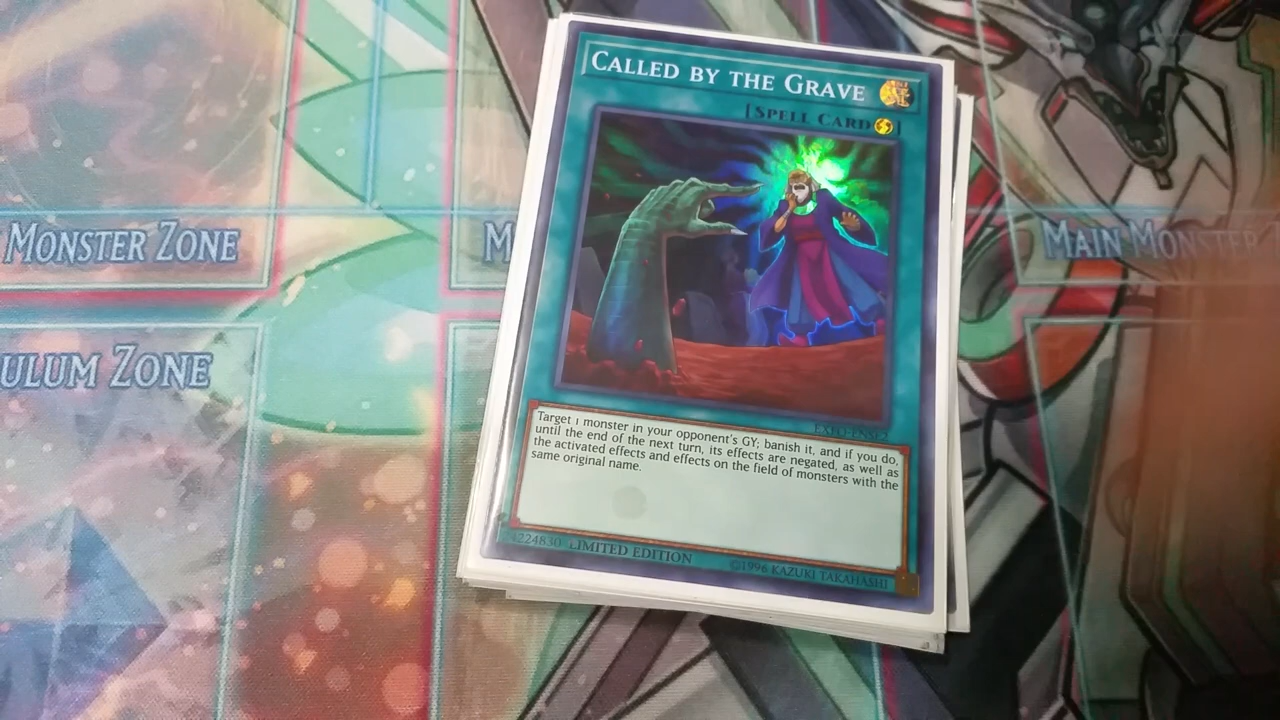 CALLED BY THE GRAVE
[SPELL CARD]
MONSTER ZONE
M
MAIN MONSTER
ULUM ZONE
EXFO-ENSE2
Target 1 monster in your opponent's GY; banish it, and if you do,
until the end of the next turn, its effects are negated, as well as
the activated effects and effects on the field of monsters with the
same original name.
4224830 LIMITED EDITION
©1996 KAZUKI TAKAHASHI